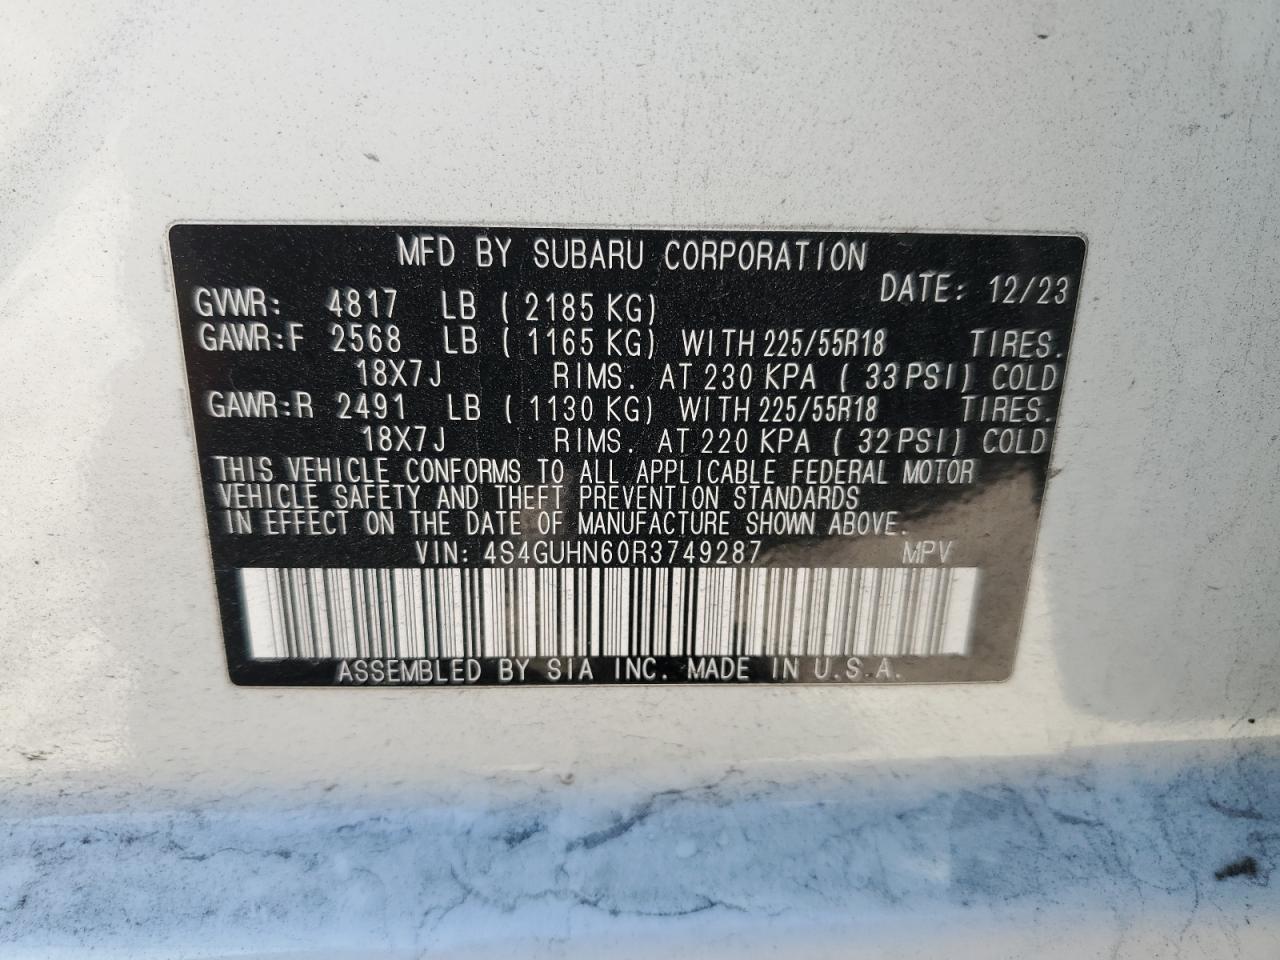 MFD BY SUBARU CORPORATION
DATE: 12/23
GVWR: 4817 LB ( 2185 KG)
GAWR:F 2568 LB ( 1165 KG) WITH 225/55R18 TIRES.
18X7J RIMS. AT 230 KPA ( 33 PSI) COLD
GAWR:R 2491 LB ( 1130 KG) WITH 225/55R18 TIRES.
18X7J RIMS. AT 220 KPA ( 32 PSI) COLD
THIS VEHICLE CONFORMS TO ALL APPLICABLE FEDERAL MOTOR
VEHICLE SAFETY AND THEFT PREVENTION STANDARDS
IN EFFECT ON THE DATE OF MANUFACTURE SHOWN ABOVE.
VIN: 4S4GUHN60R3749287 MPV
ASSEMBLED BY SIA INC. MADE IN U.S.A.